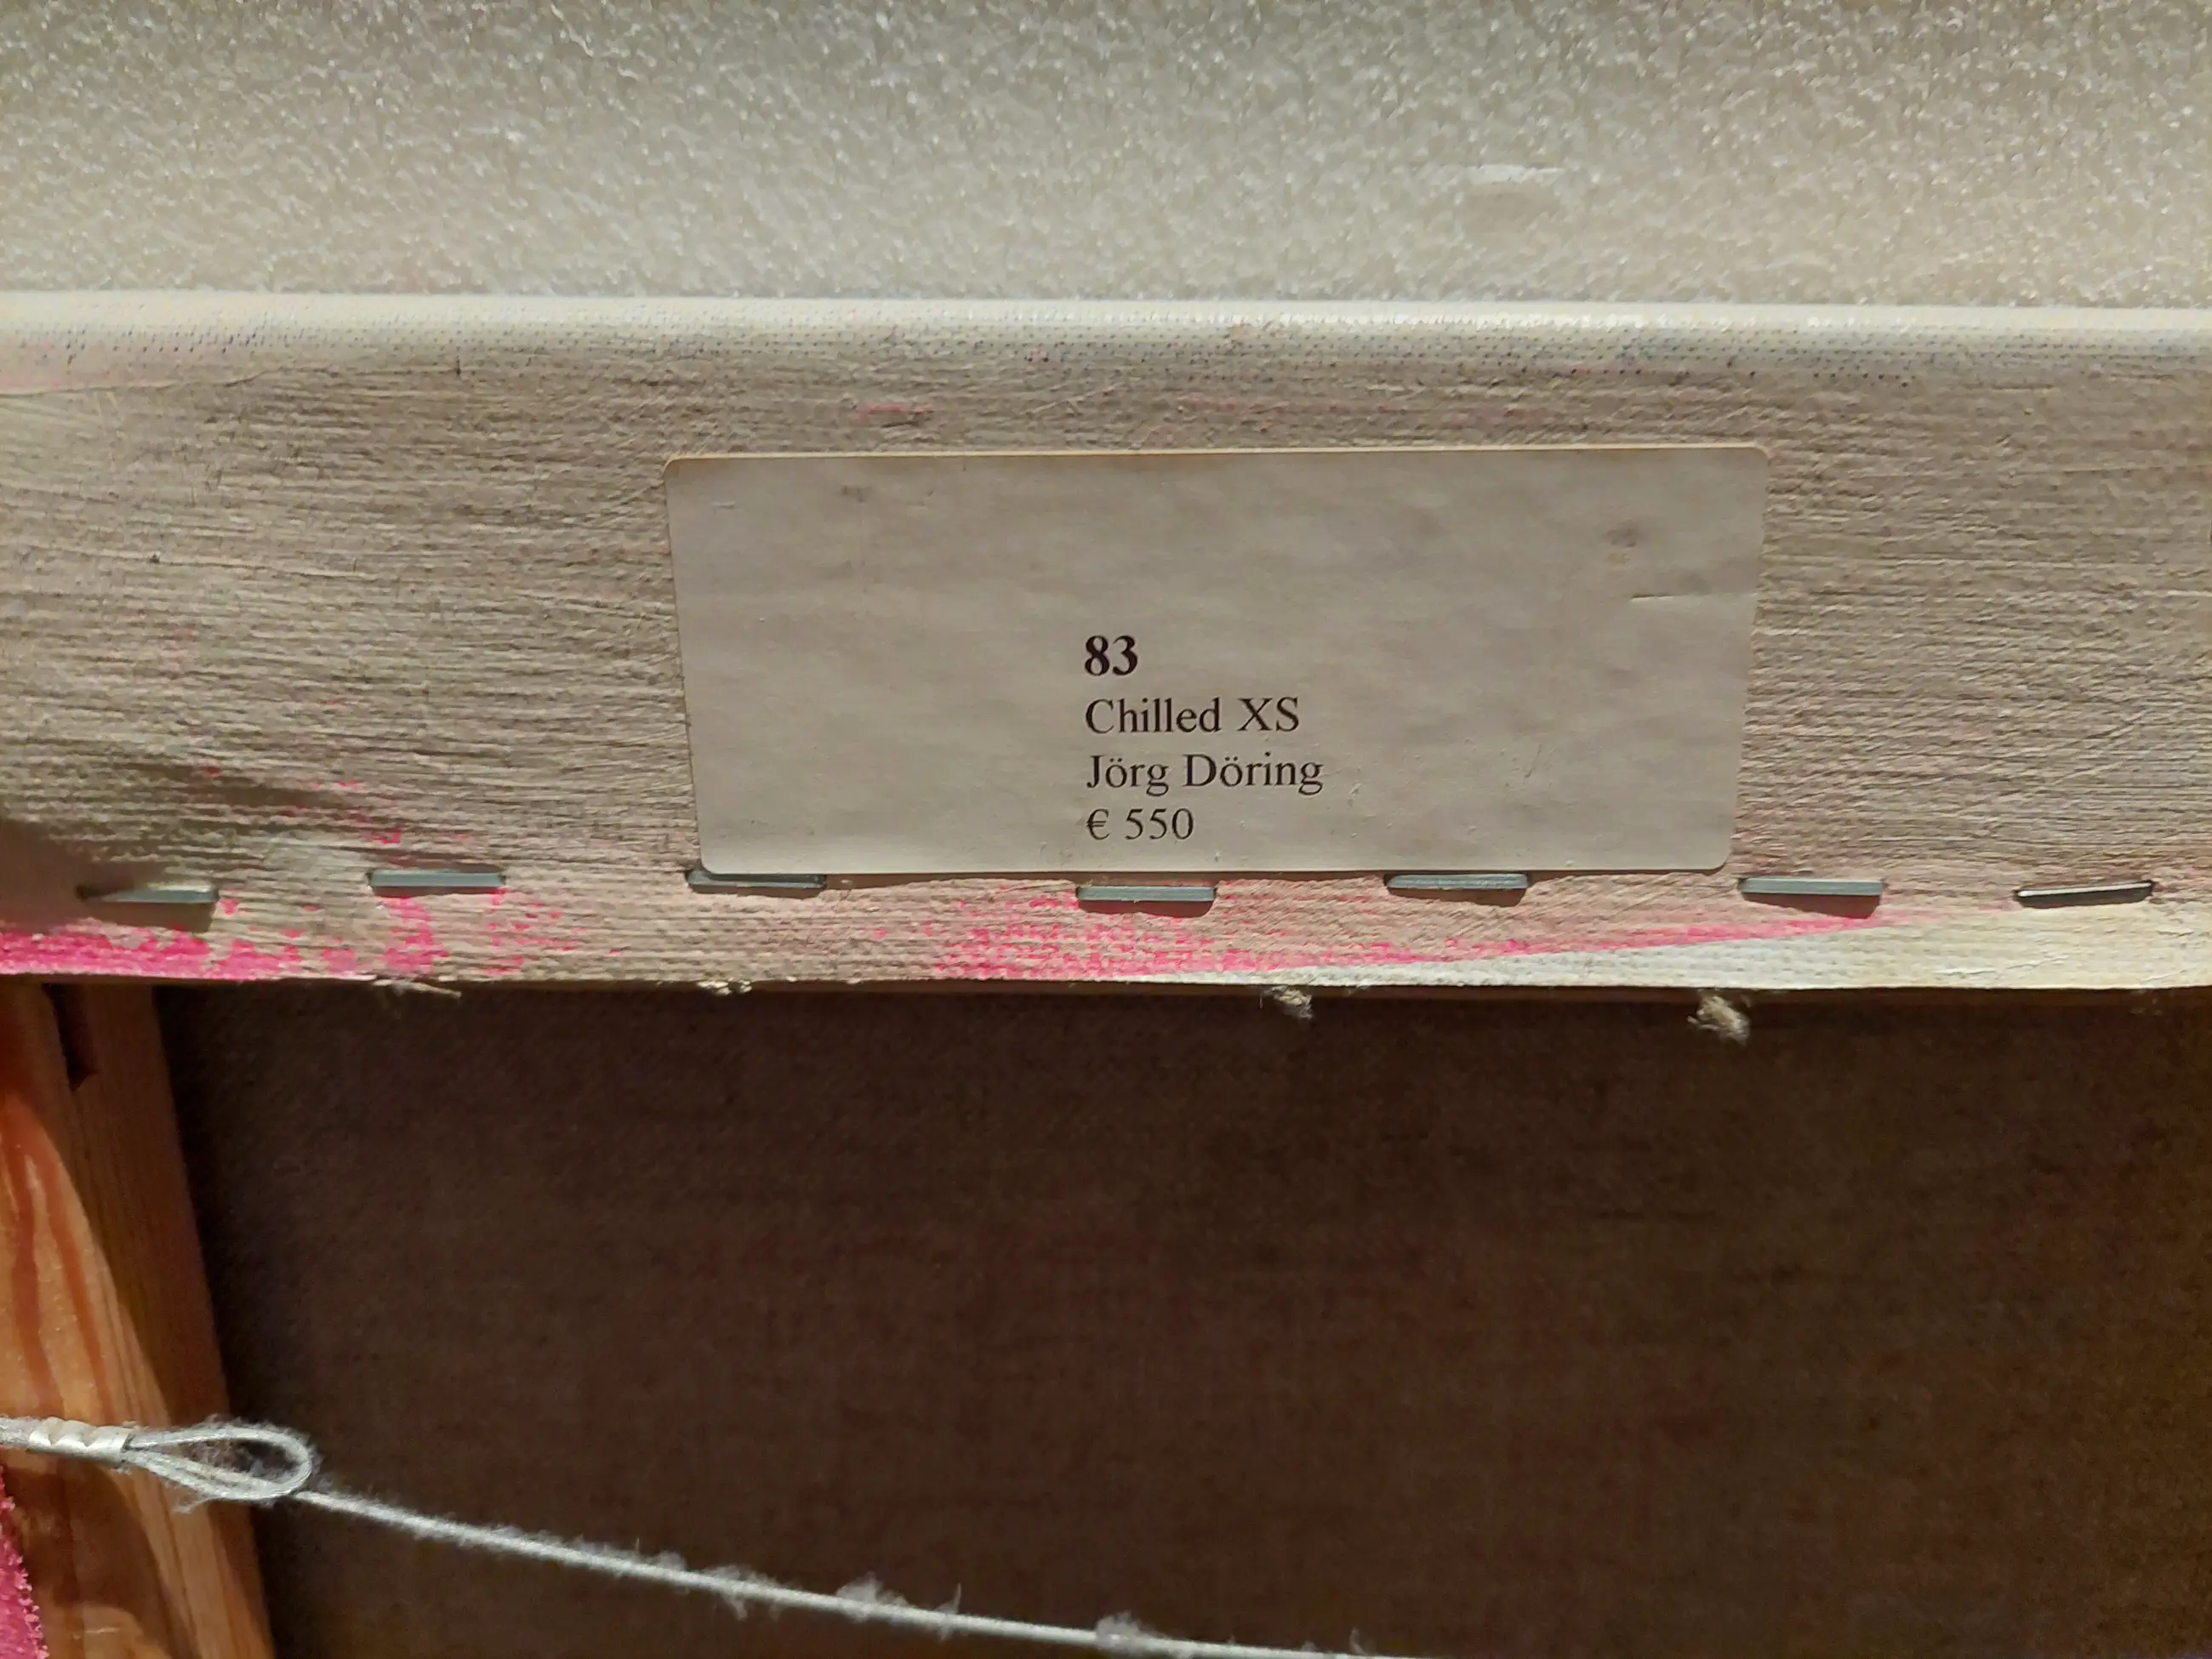 83
Chilled XS
Jörg Döring
€ 550